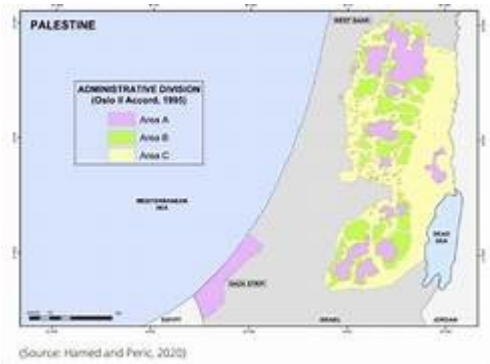 PALESTINE
WEST BANK
ADMINISTRATIVE DIVISION
(Oslo II Accord, 1995)
Area A
Area B
Area C
MEDITERRANEAN
SEA
DEAD
SEA
GAZA STRIP
EGYPT
ISRAEL
JORDAN
(Source: Hamed and Peric, 2020)